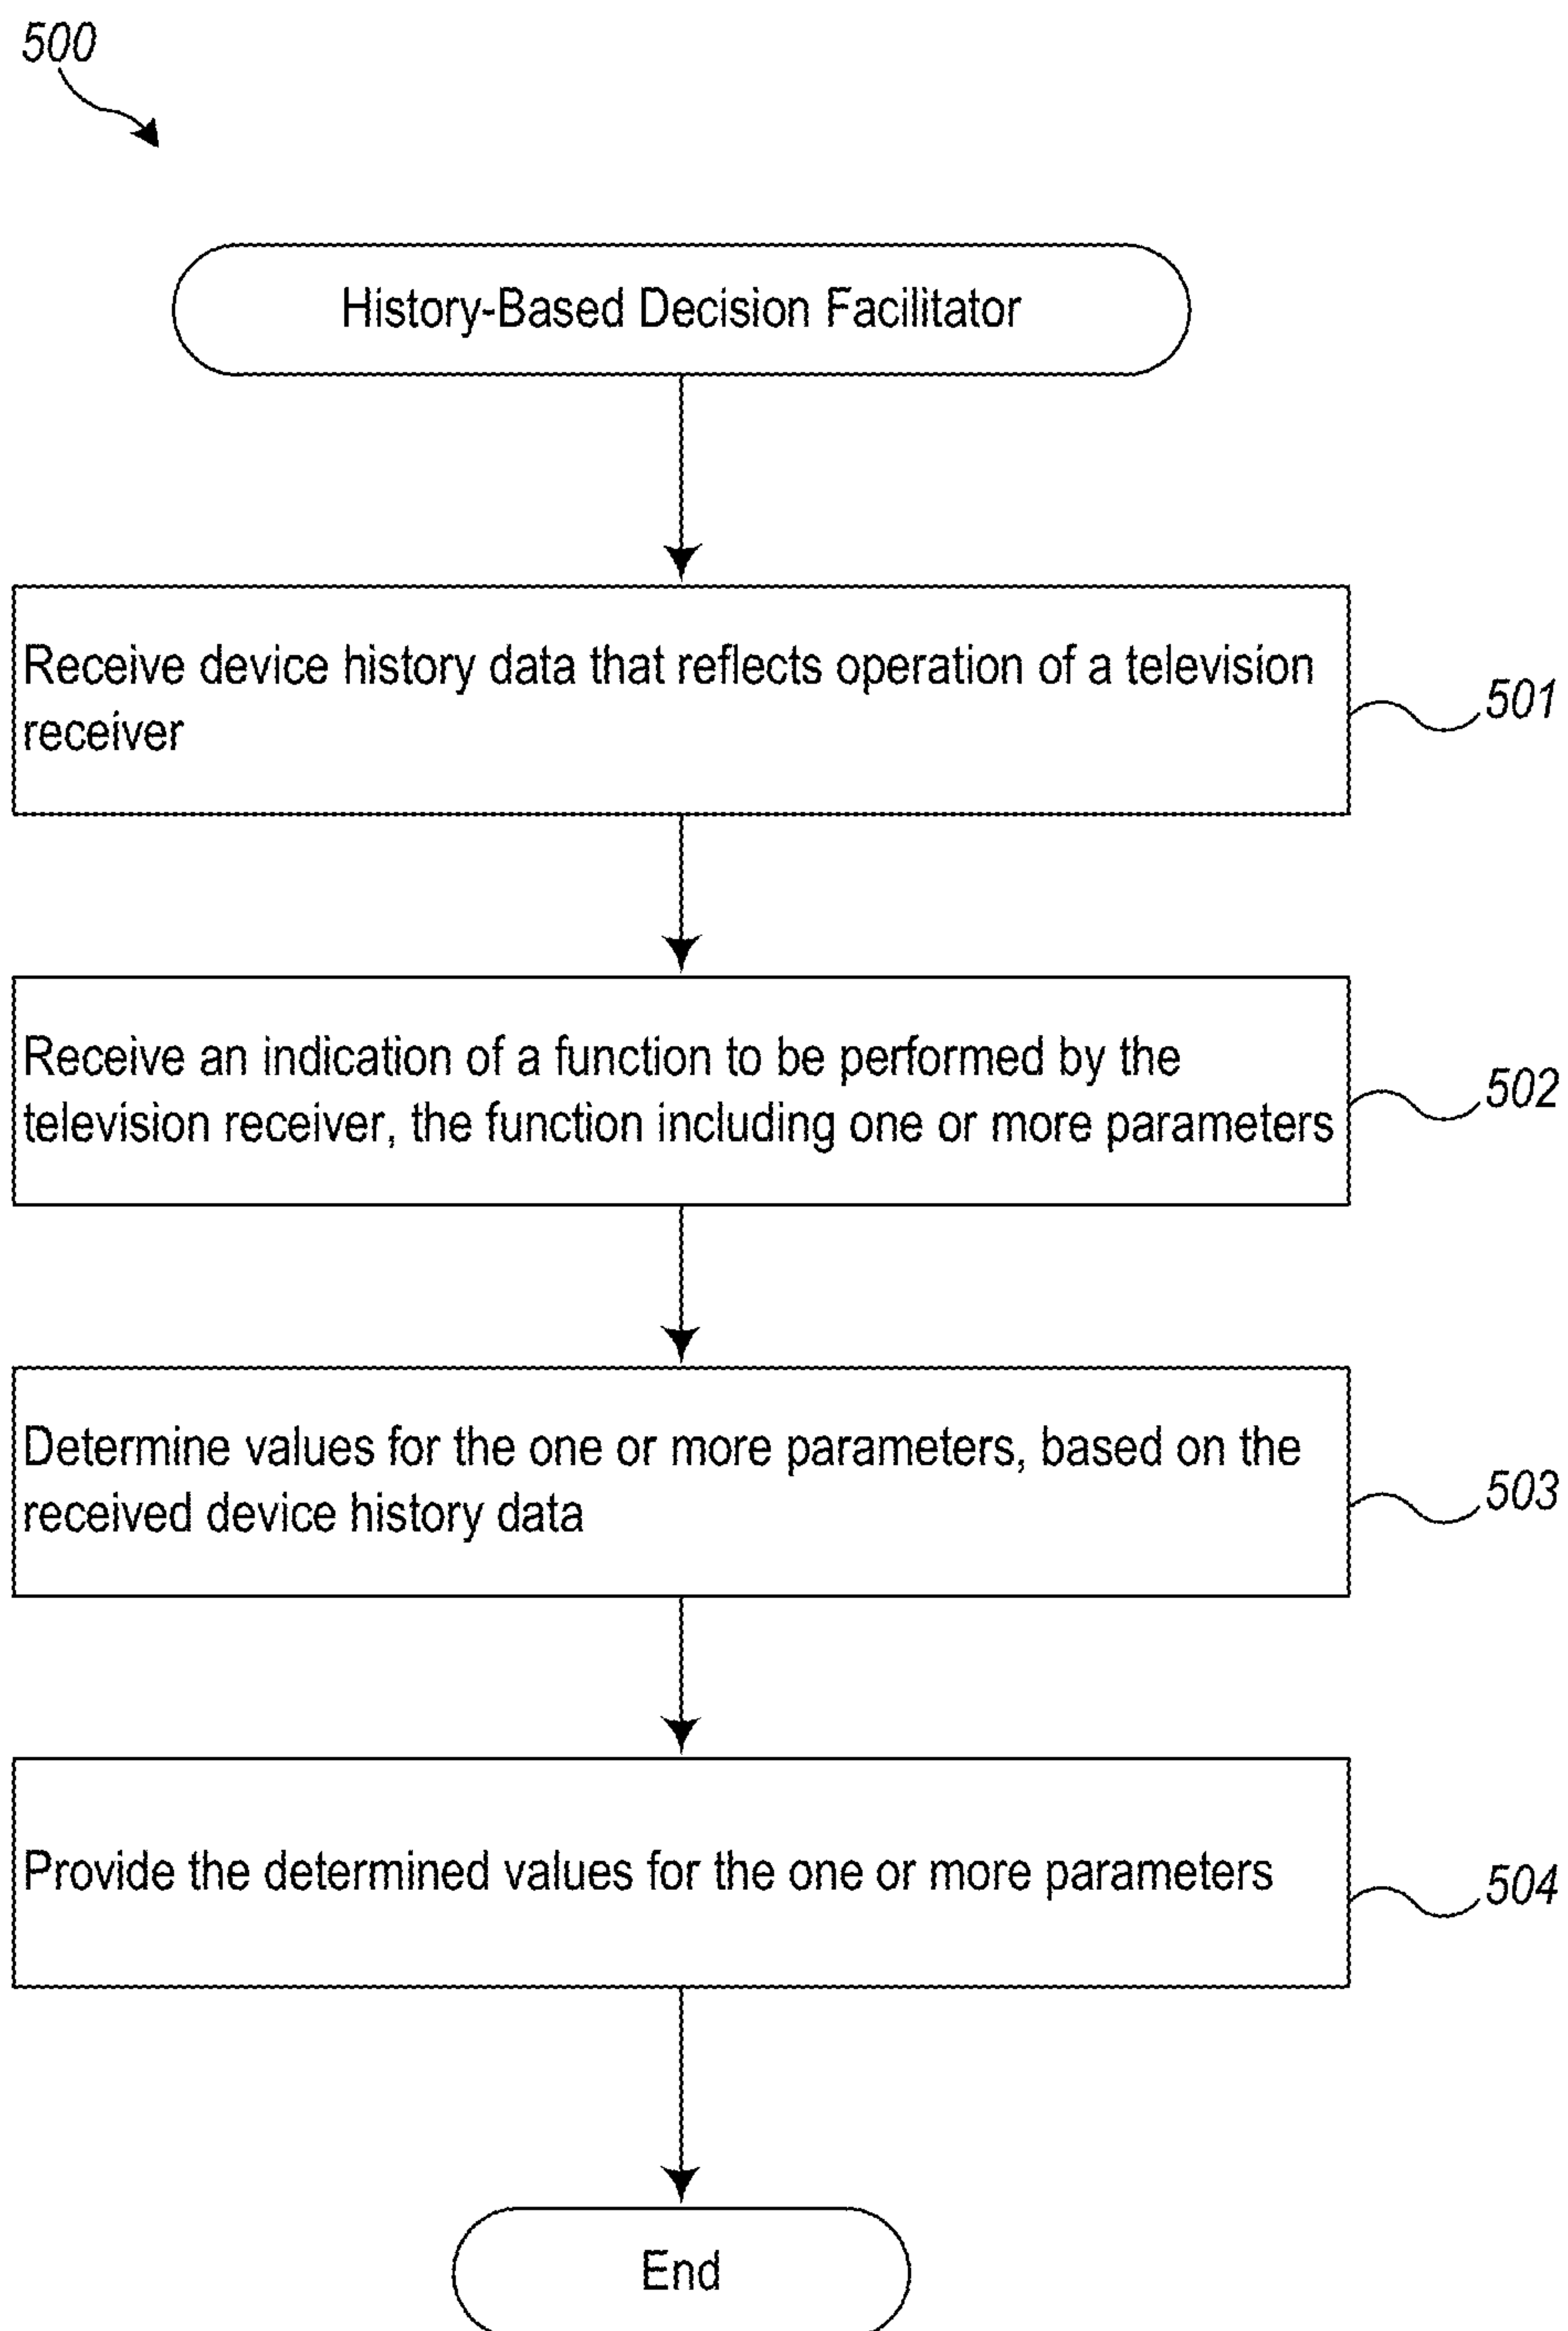 500
History-Based Decision Facilitator
Receive device history data that reflects operation of a television
receiver
501
Receive an indication of a function to be performed by the
television receiver, the function including one or more parameters
502
Determine values for the one or more parameters, based on the
received device history data
503
Provide the determined values for the one or more parameters
504
End